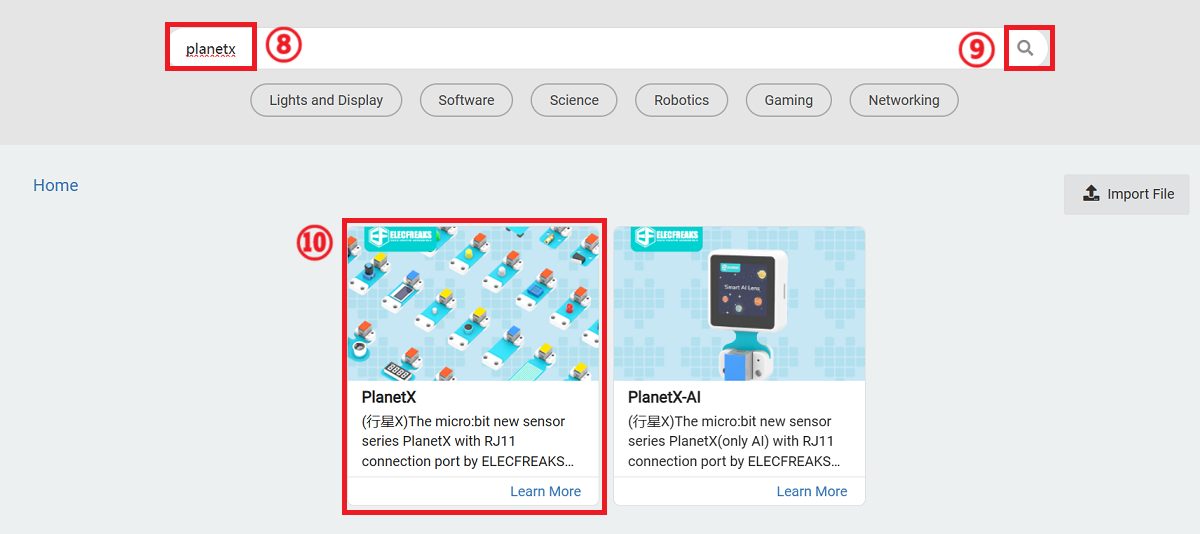 planetx
⑧
⑨
Lights and Display
Software
Science
Robotics
Gaming
Networking
Home
Import File
⑩
ELECFREAKS
PlanetX
(行星X)The micro:bit new sensor
series PlanetX with RJ11
connection port by ELECFREAKS…
Learn More
ELECFREAKS
Smart AI Lens
PlanetX-AI
(行星X)The micro:bit new sensor
series PlanetX(only AI) with RJ11
connection port by ELECFREAKS…
Learn More